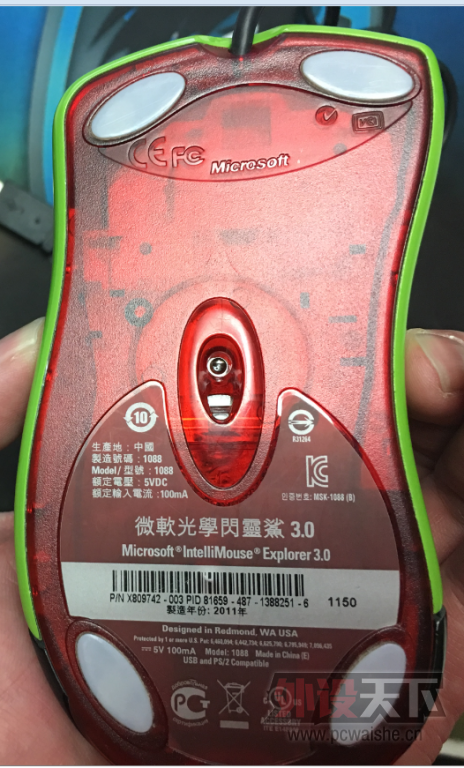 CE FC Microsoft
10
R31264
生產地：中國
製造號碼：1088
Model/ 型號：1088
額定電壓：5VDC
額定輸入電流：100mA
인증번호: MSK-1088 (B)
微軟光學閃靈鯊 3.0
Microsoft® IntelliMouse® Explorer 3.0
P/N X809742 - 003 PID 81659 - 487 - 1388251 - 6 1150
製造年份: 2011年
Designed in Redmond, WA USA
5V 100mA Model: 1088 Made in China (E)
USB and PS/2 Compatible
外设天下
www.pcwaishe.cn